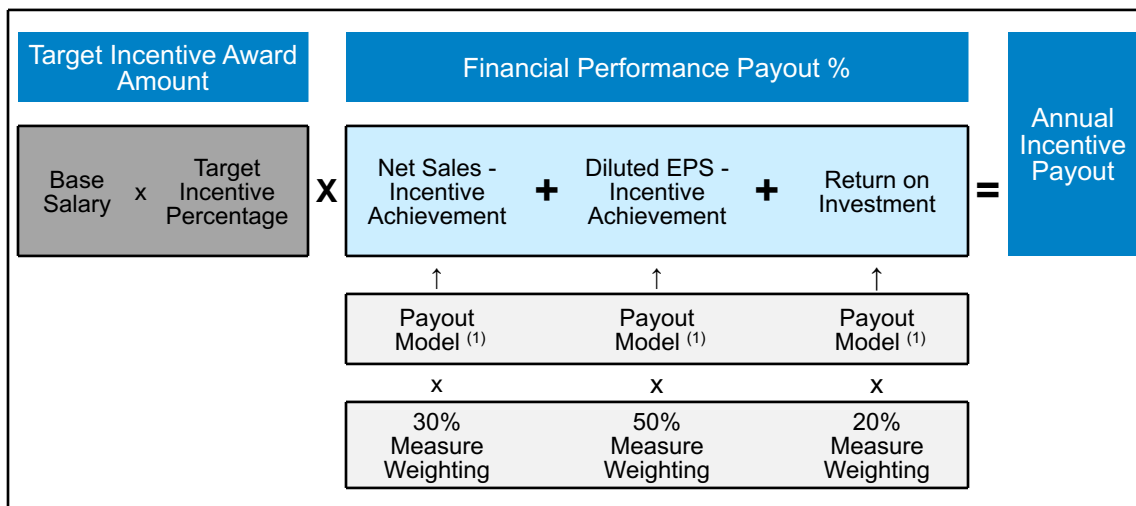 Target Incentive Award
Amount
Financial Performance Payout %
Annual
Incentive
Payout
Base
Salary
x
Target
Incentive
Percentage
X
Net Sales -
Incentive
Achievement
+
Diluted EPS -
Incentive
Achievement
+
Return on
Investment
=
↑ ↑ ↑
Payout
Model (1)
Payout
Model (1)
Payout
Model (1)
x x x
30%
Measure
Weighting
50%
Measure
Weighting
20%
Measure
Weighting